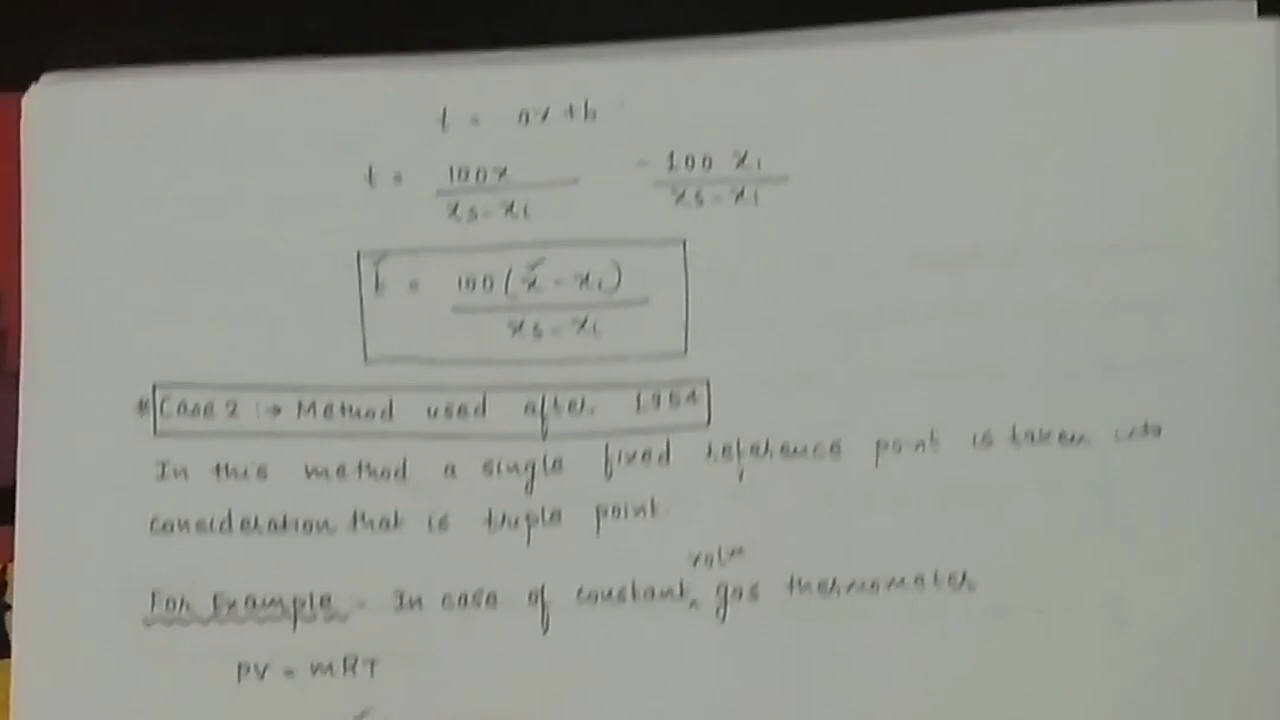 t = ax + b
t = 100x / xs - xi - 100 xi / xs - xi
t = 100(x - xi) / xs - xi
* Case 2 :→ Method used after 1954
In this method a single fixed reference point is taken into
consideration that is triple point.
For Example - In case of constant volm gas thermometer
PV = mRT